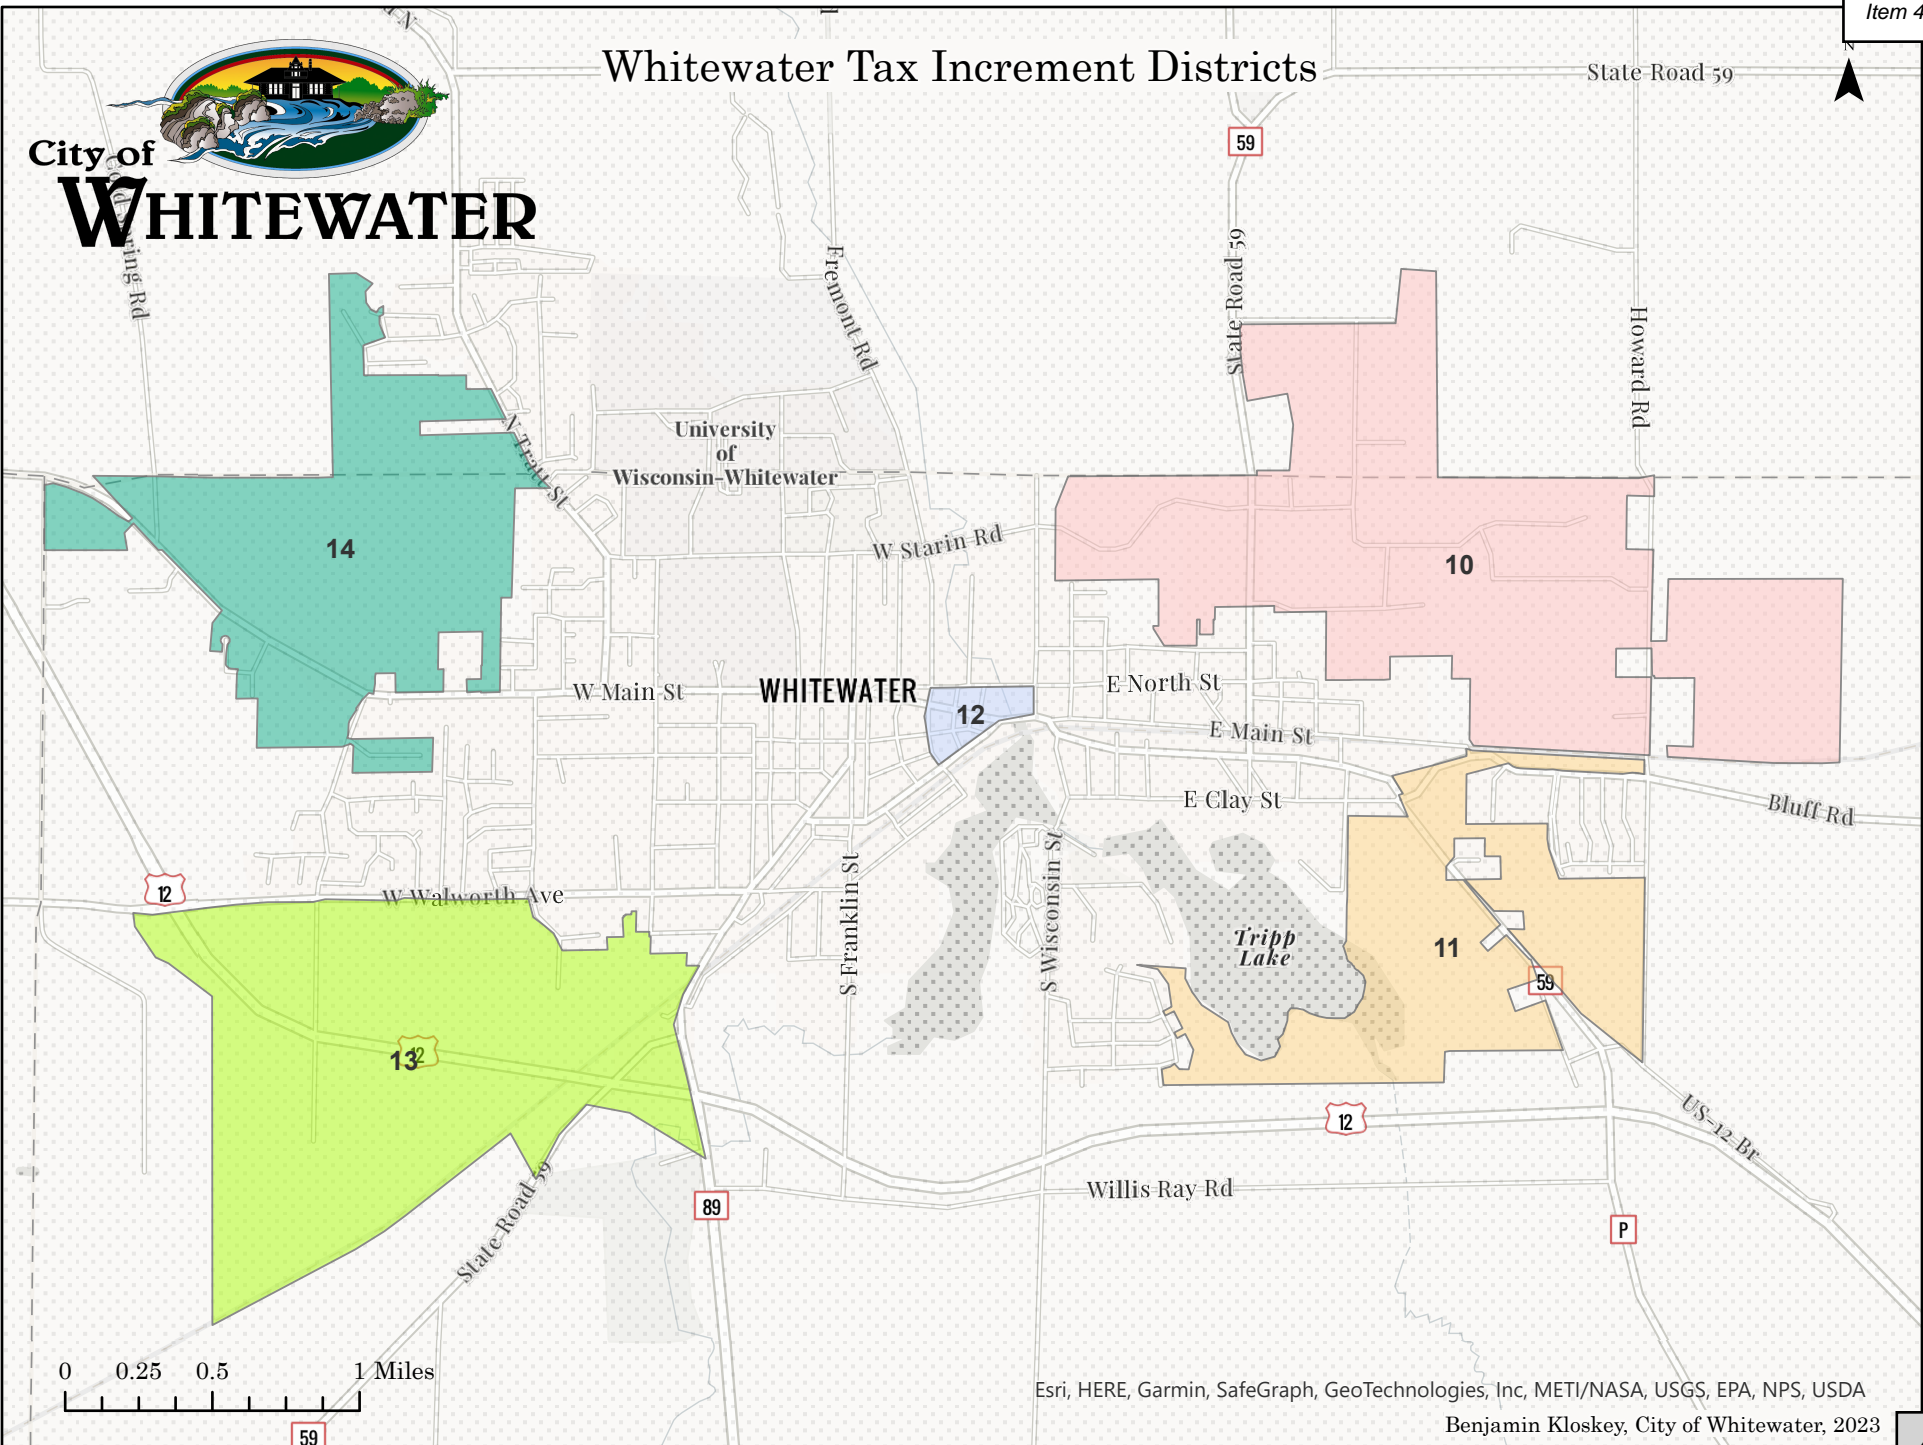 Item 4
Whitewater Tax Increment Districts
N
State Road 59
59
City of
WHITEWATER
Cold Spring Rd
Fremont Rd
State Road 59
Howard Rd
N Tratt St
University
of
Wisconsin-Whitewater
W Starin Rd
14
10
W Main St
WHITEWATER
12
E North St
E Main St
E Clay St
Bluff Rd
12
W Walworth Ave
S Franklin St
S Wisconsin St
Tripp
Lake
11
59
13
12
12
US-12 Br
State Road 59
89
Willis Ray Rd
P
0 0.25 0.5 1 Miles
59
Esri, HERE, Garmin, SafeGraph, GeoTechnologies, Inc, METI/NASA, USGS, EPA, NPS, USDA
Benjamin Kloskey, City of Whitewater, 2023